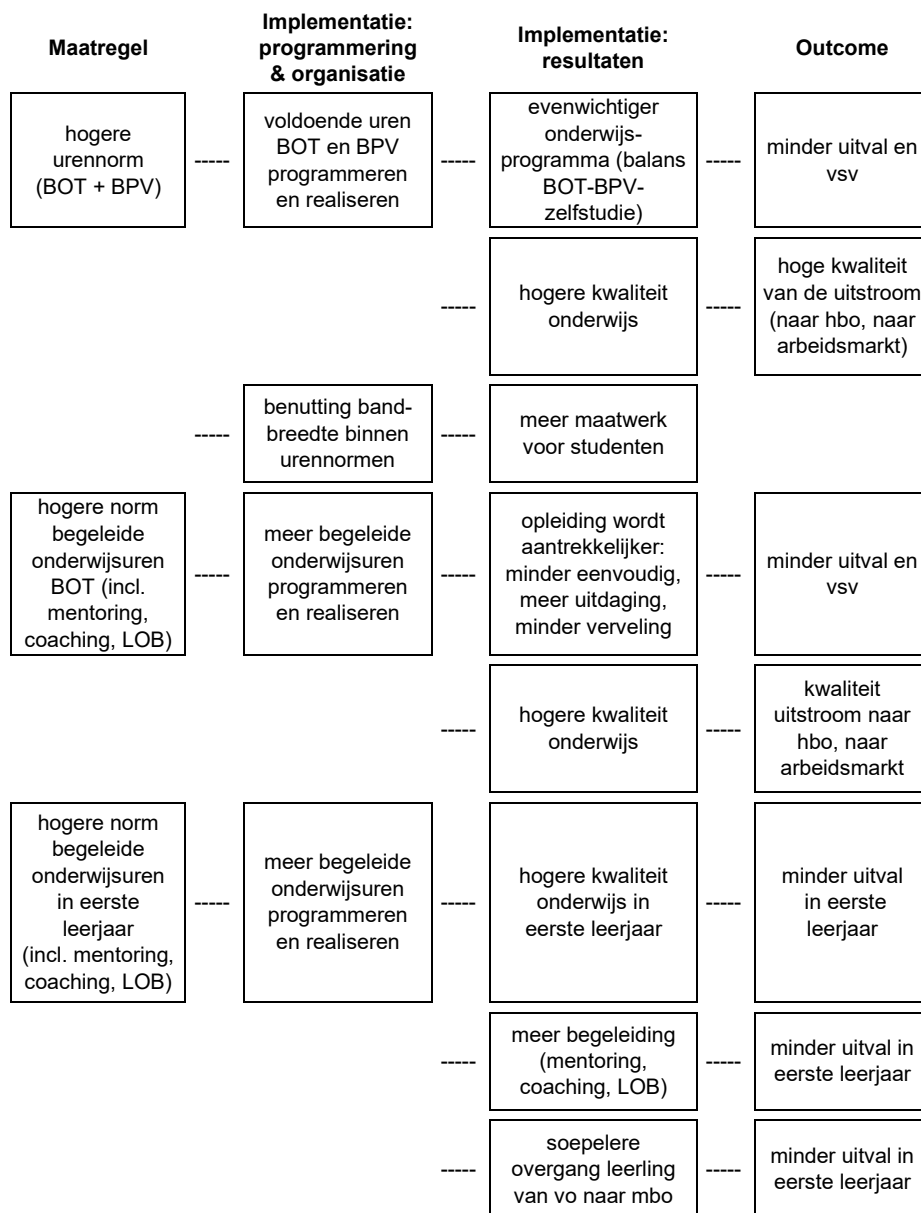 Maatregel
Implementatie:
programmering
& organisatie
Implementatie:
resultaten
Outcome
hogere
urennorm
(BOT + BPV)
-----
voldoende uren
BOT en BPV
programmeren
en realiseren
-----
evenwichtiger
onderwijs-
programma (balans
BOT-BPV-
zelfstudie)
-----
minder uitval en
vsv
-----
hogere kwaliteit
onderwijs
-----
hoge kwaliteit
van de uitstroom
(naar hbo, naar
arbeidsmarkt)
-----
benutting band-
breedte binnen
urennormen
-----
meer maatwerk
voor studenten
hogere norm
begeleide
onderwijsuren
BOT (incl.
mentoring,
coaching, LOB)
-----
meer begeleide
onderwijsuren
programmeren
en realiseren
-----
opleiding wordt
aantrekkelijker:
minder eenvoudig,
meer uitdaging,
minder verveling
-----
minder uitval en
vsv
-----
hogere kwaliteit
onderwijs
-----
kwaliteit
uitstroom naar
hbo, naar
arbeidsmarkt
hogere norm
begeleide
onderwijsuren
in eerste
leerjaar
(incl. mentoring,
coaching, LOB)
-----
meer begeleide
onderwijsuren
programmeren
en realiseren
-----
hogere kwaliteit
onderwijs in
eerste leerjaar
-----
minder uitval
in eerste
leerjaar
-----
meer begeleiding
(mentoring,
coaching, LOB)
-----
minder uitval in
eerste leerjaar
-----
soepelere
overgang leerling
van vo naar mbo
-----
minder uitval in
eerste leerjaar